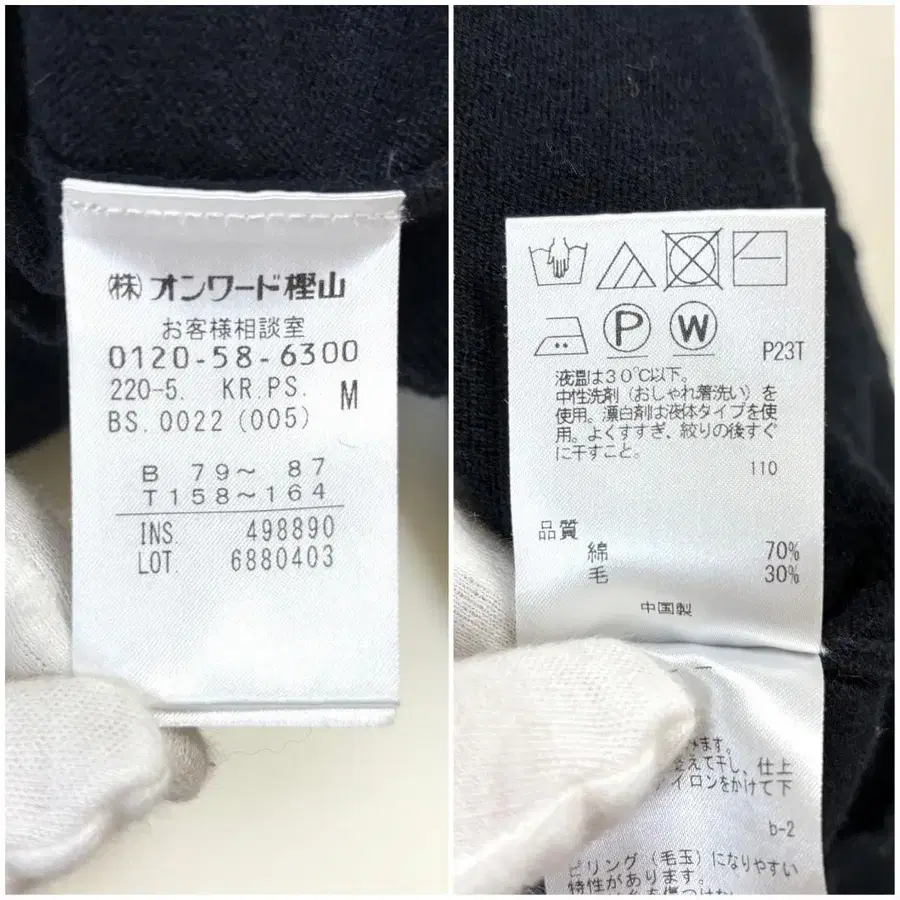 (株)オンワード樫山
お客様相談室
0120-58-6300
220-5. KR.PS. M
BS.0022(005)
B 79~ 87
T158~164
INS 498890
LOT 6880403
P W
P23T
液温は30℃以下。
中性洗剤(おしゃれ着洗い)を
使用。漂白剤は液体タイプを使
用。よくすすぎ、絞りの後すぐ
に干すこと。
110
品質
綿 70%
毛 30%
中国製
みます。
えて干し、仕上
アイロンをかけて下
b-2
ピリング(毛玉)になりやすい
特性があります。